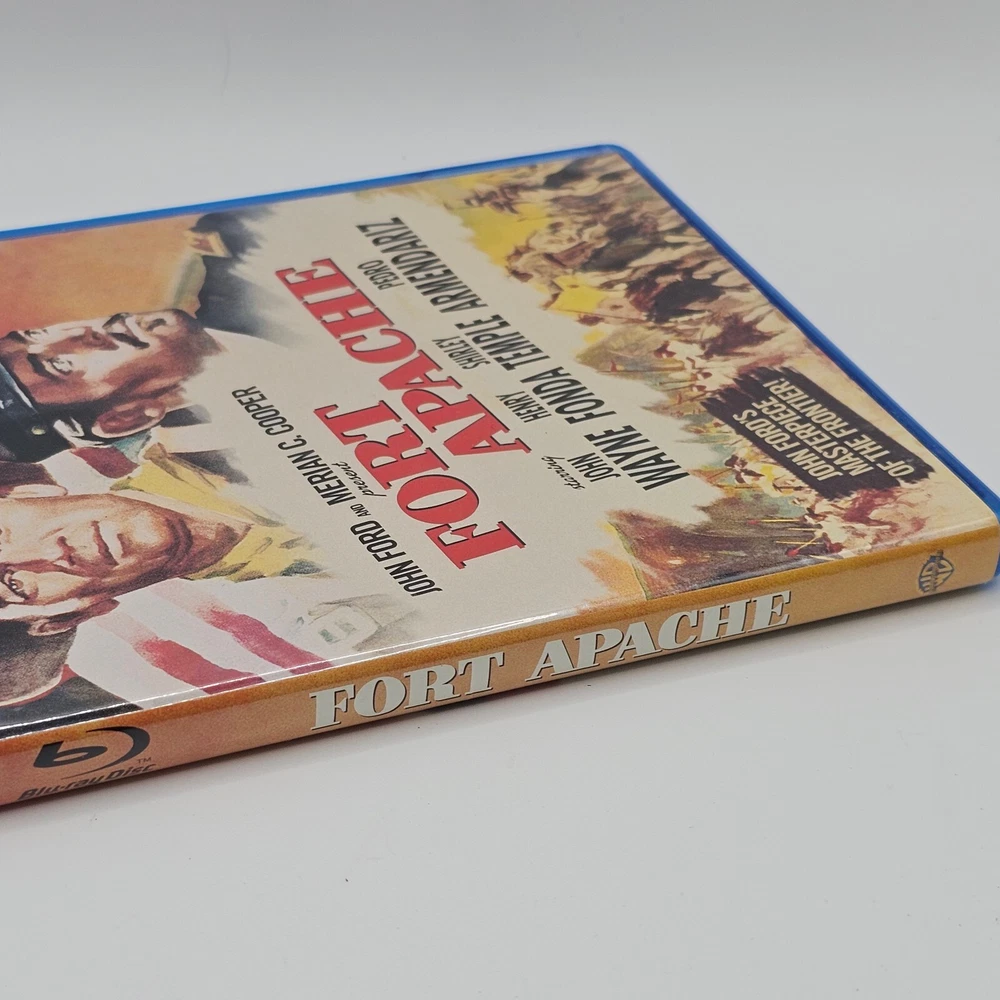 JOHN FORD AND MERIAN C. COOPER
present
FORT
APACHE
starring
JOHN HENRY SHIRLEY PEDRO
WAYNE FONDA TEMPLE ARMENDARIZ
JOHN FORD'S
MASTERPIECE
OF THE FRONTIER!
Blu-ray Disc™
FORT APACHE